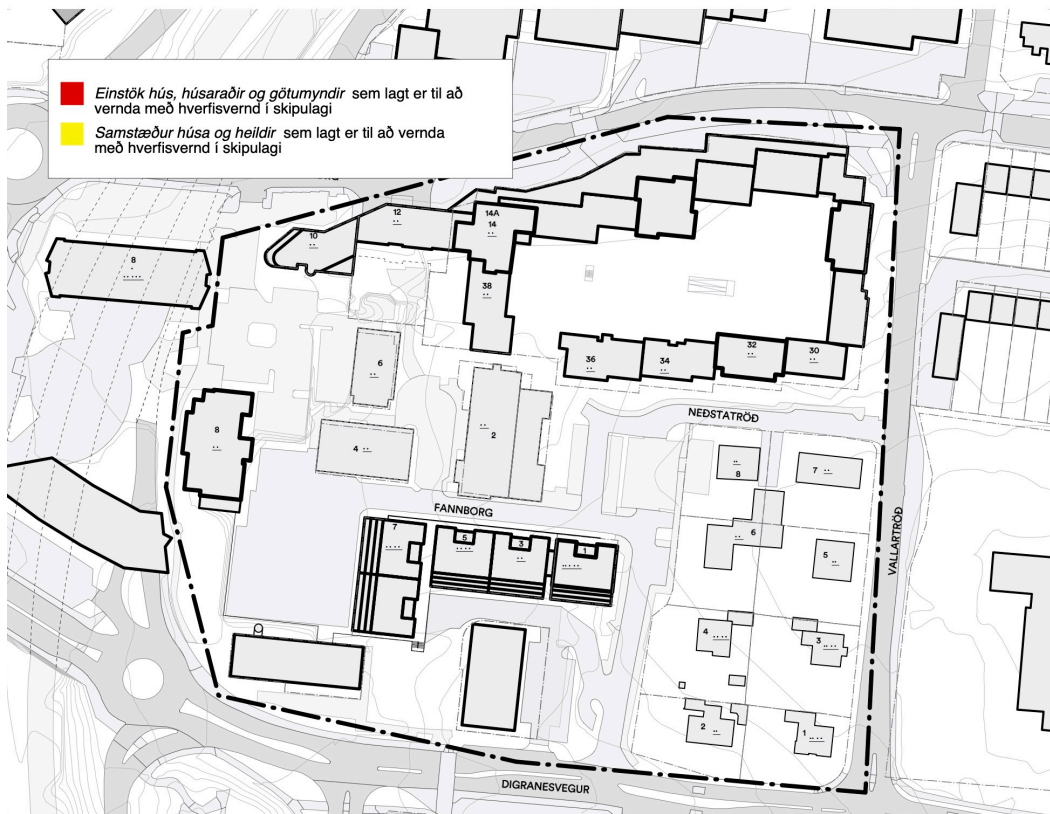 Einstök hús, húsaraðir og götumyndir sem lagt er til að
vernda með hverfisvernd í skipulagi
Samstæður húsa og heildir sem lagt er til að vernda
með hverfisvernd í skipulagi
12
14A
14
10
8
38
6
36
34
32
30
NEÐSTATRÖÐ
8
2
4
8
7
FANNBORG
7
5
3
1
6
5
VALLARTRÖÐ
4
3
2
1
DIGRANESVEGUR